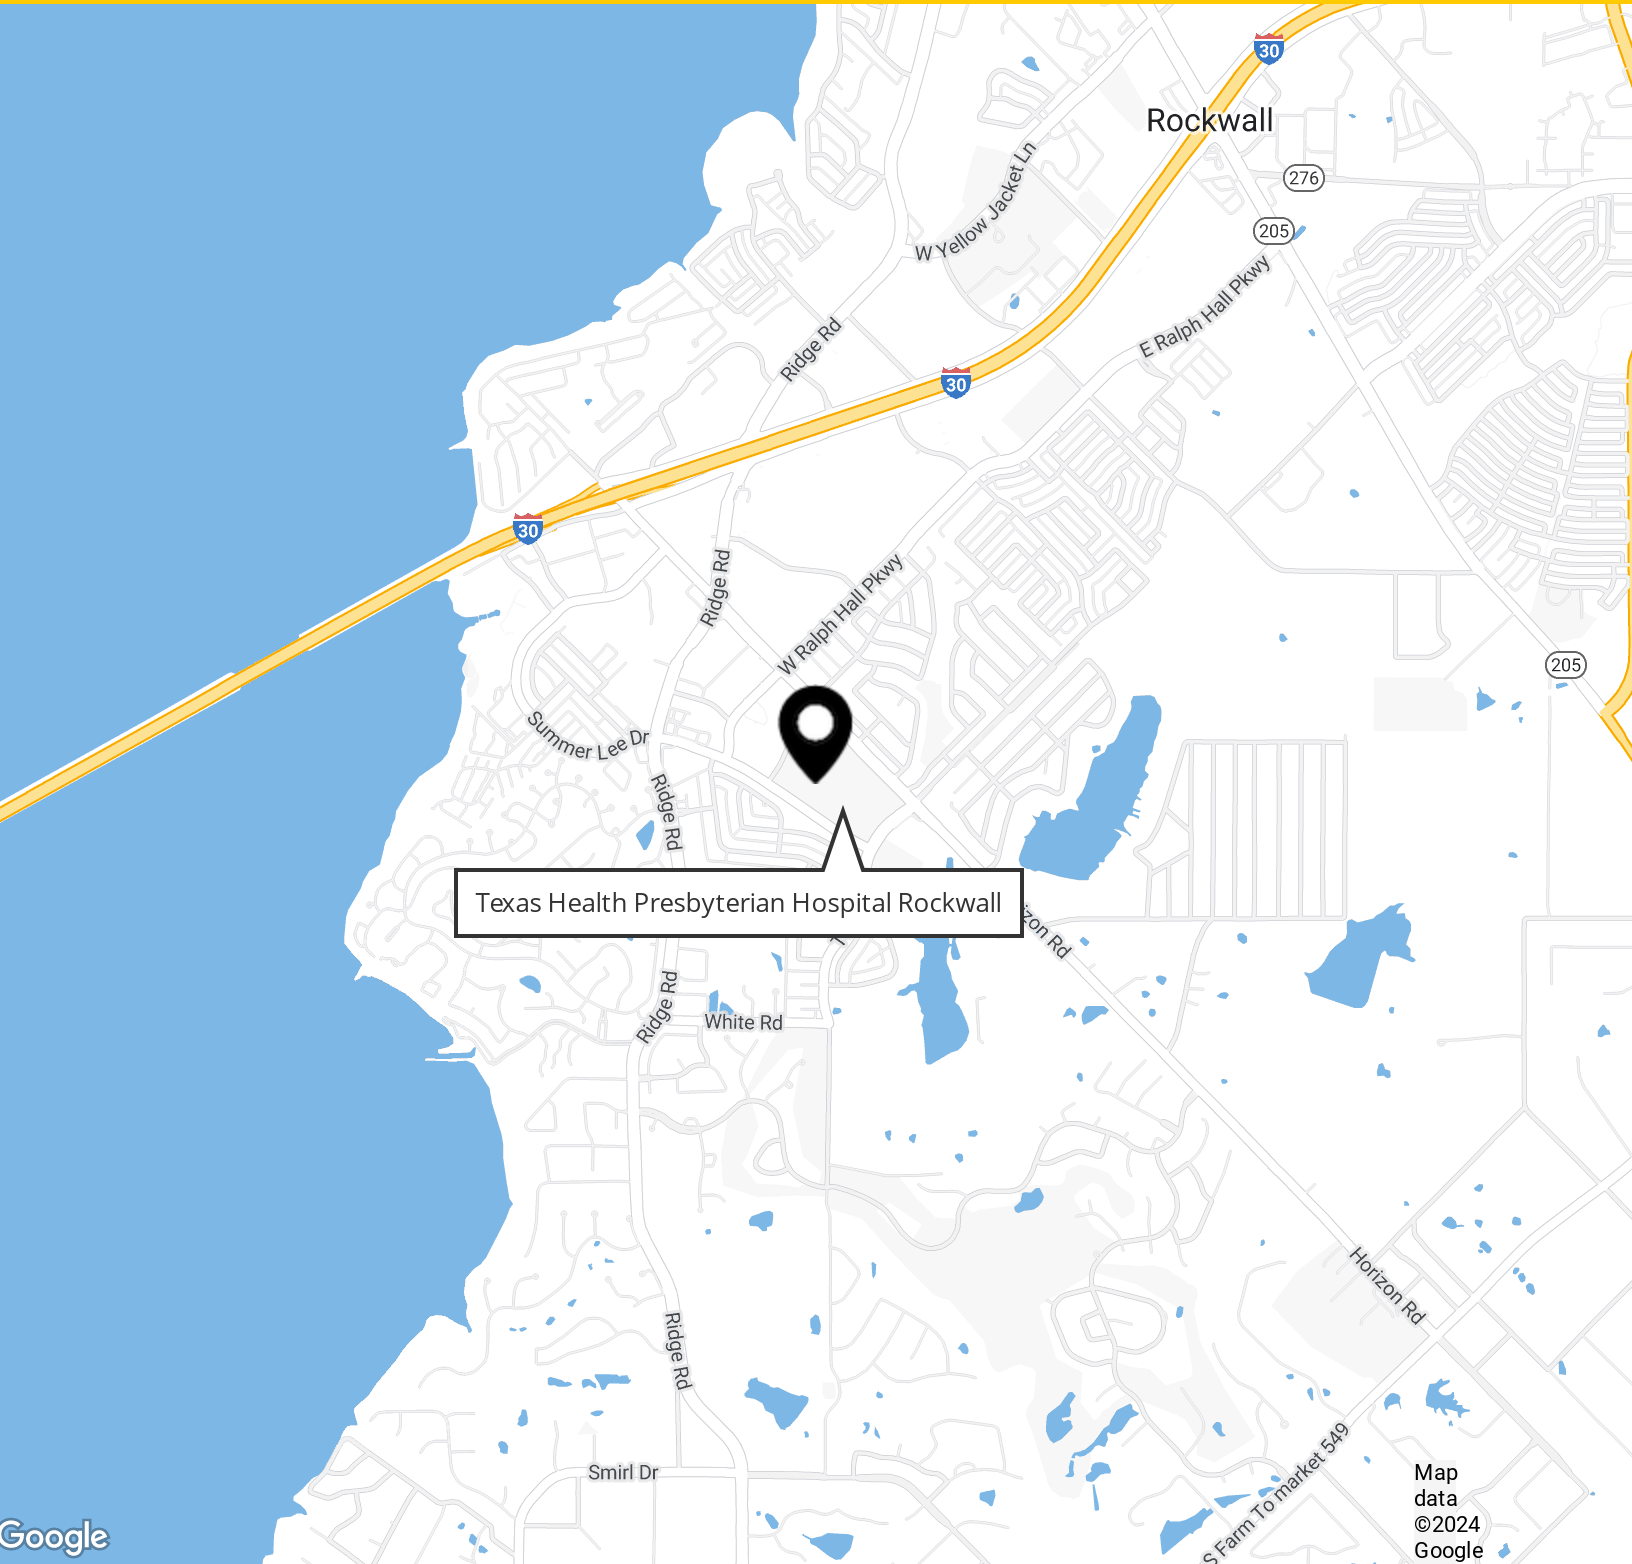 30
Rockwall
276
205
W Yellow Jacket Ln
E Ralph Hall Pkwy
Ridge Rd
30
30
Ridge Rd
W Ralph Hall Pkwy
205
Summer Lee Dr
Ridge Rd
Texas Health Presbyterian Hospital Rockwall
Ridge Rd
White Rd
Horizon Rd
Ridge Rd
Smirl Dr
S Farm To market 549
Map
data
©2024
Google
Google